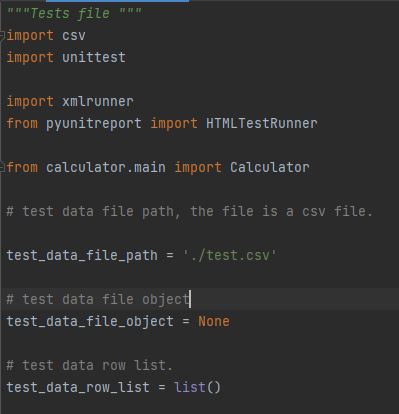 """Tests file """
import csv
import unittest
import xmlrunner
from pyunitreport import HTMLTestRunner
from calculator.main import Calculator
# test data file path, the file is a csv file.
test_data_file_path = './test.csv'
# test data file object
test_data_file_object = None
# test data row list.
test_data_row_list = list()